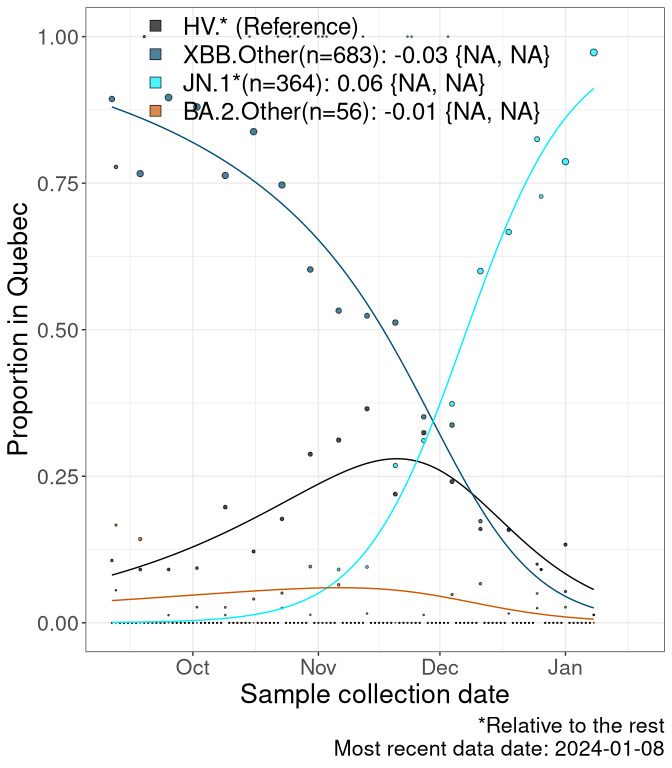 HV.* (Reference)
XBB.Other(n=683): -0.03 {NA, NA}
JN.1*(n=364): 0.06 {NA, NA}
BA.2.Other(n=56): -0.01 {NA, NA}
1.00
0.75
0.50
0.25
0.00
Proportion in Quebec
Oct Nov Dec Jan
Sample collection date
*Relative to the rest
Most recent data date: 2024-01-08